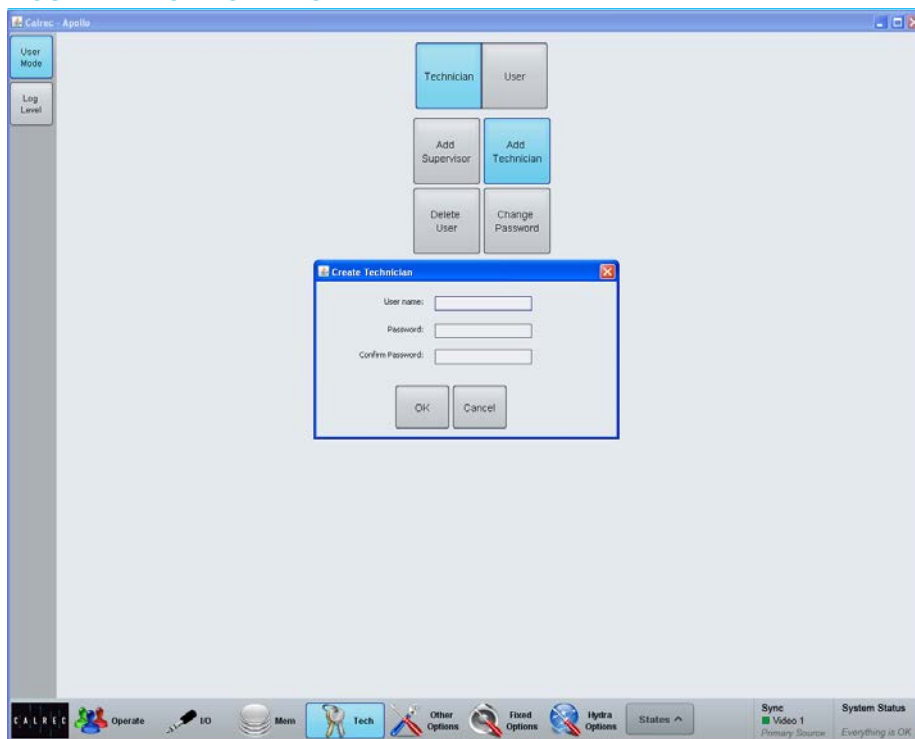 Calrec - Apollo
User
Mode
Log
Level
Technician
User
Add
Supervisor
Add
Technician
Delete
User
Change
Password
Create Technician
User name:
Password:
Confirm Password:
OK
Cancel
CALREC
Operate
I/O
Mem
Tech
Other
Options
Fixed
Options
Hydra
Options
States ^
Sync
Video 1
Primary Source
System Status
Everything is OK